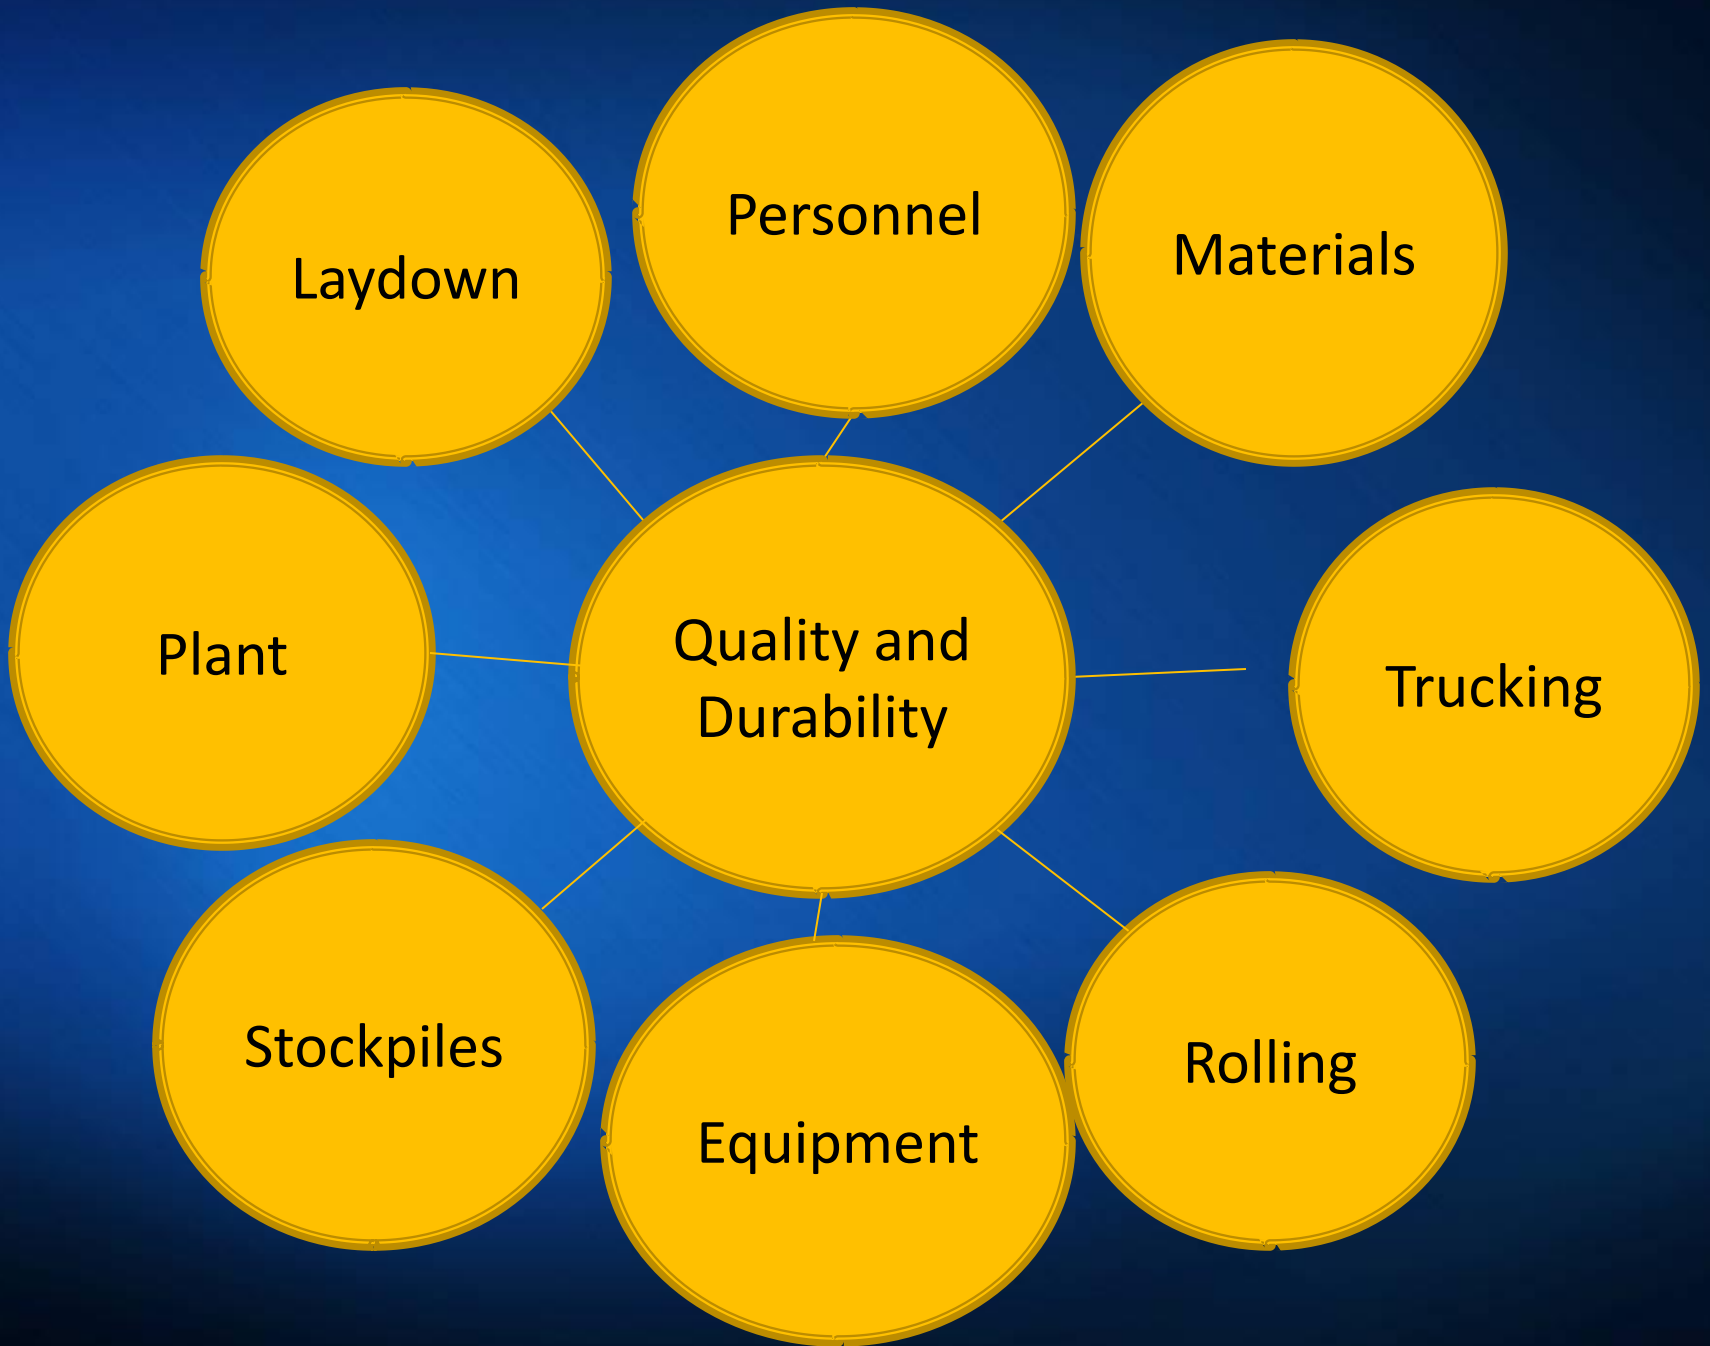 Personnel
Materials
Laydown
Quality and
Durability
Plant
Trucking
Stockpiles
Rolling
Equipment